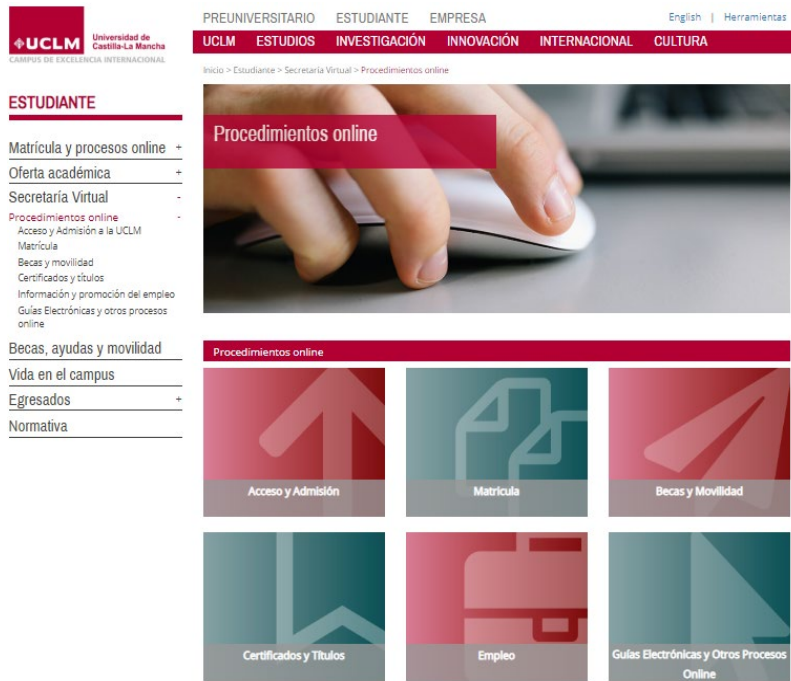 UCLM
Universidad de
Castilla-La Mancha
CAMPUS DE EXCELENCIA INTERNACIONAL
PREUNIVERSITARIO ESTUDIANTE EMPRESA
English | Herramientas
UCLM ESTUDIOS INVESTIGACIÓN INNOVACIÓN INTERNACIONAL CULTURA
Inicio > Estudiante > Secretaría Virtual > Procedimientos online
ESTUDIANTE
Matrícula y procesos online +
Oferta académica +
Secretaría Virtual -
Procedimientos online -
Acceso y Admisión a la UCLM
Matrícula
Becas y movilidad
Certificados y títulos
Información y promoción del empleo
Guías Electrónicas y otros procesos
online
Becas, ayudas y movilidad
Vida en el campus
Egresados +
Normativa
Procedimientos online
Procedimientos online
Acceso y Admisión
Matrícula
Becas y Movilidad
Certificados y Títulos
Empleo
Guías Electrónicas y Otros Procesos
Online